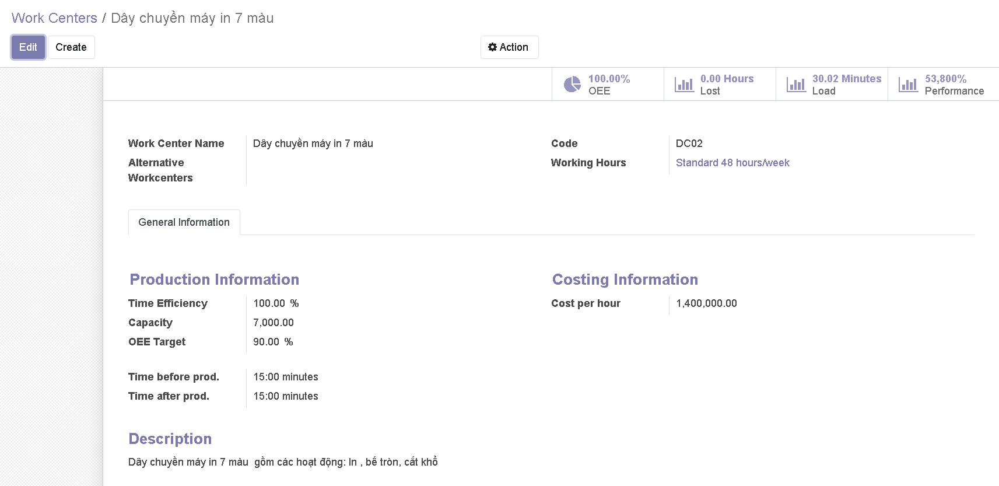 Work Centers / Dây chuyền máy in 7 màu
Edit Create Action
100.00% OEE
0.00 Hours Lost
30.02 Minutes Load
53,800% Performance
Work Center Name Dây chuyền máy in 7 màu
Alternative Workcenters
Code DC02
Working Hours Standard 48 hours/week
General Information
Production Information
Time Efficiency 100.00 %
Capacity 7,000.00
OEE Target 90.00 %
Time before prod. 15:00 minutes
Time after prod. 15:00 minutes
Costing Information
Cost per hour 1,400,000.00
Description
Dây chuyền máy in 7 màu  gồm các hoạt động: In , bế tròn, cắt khổ